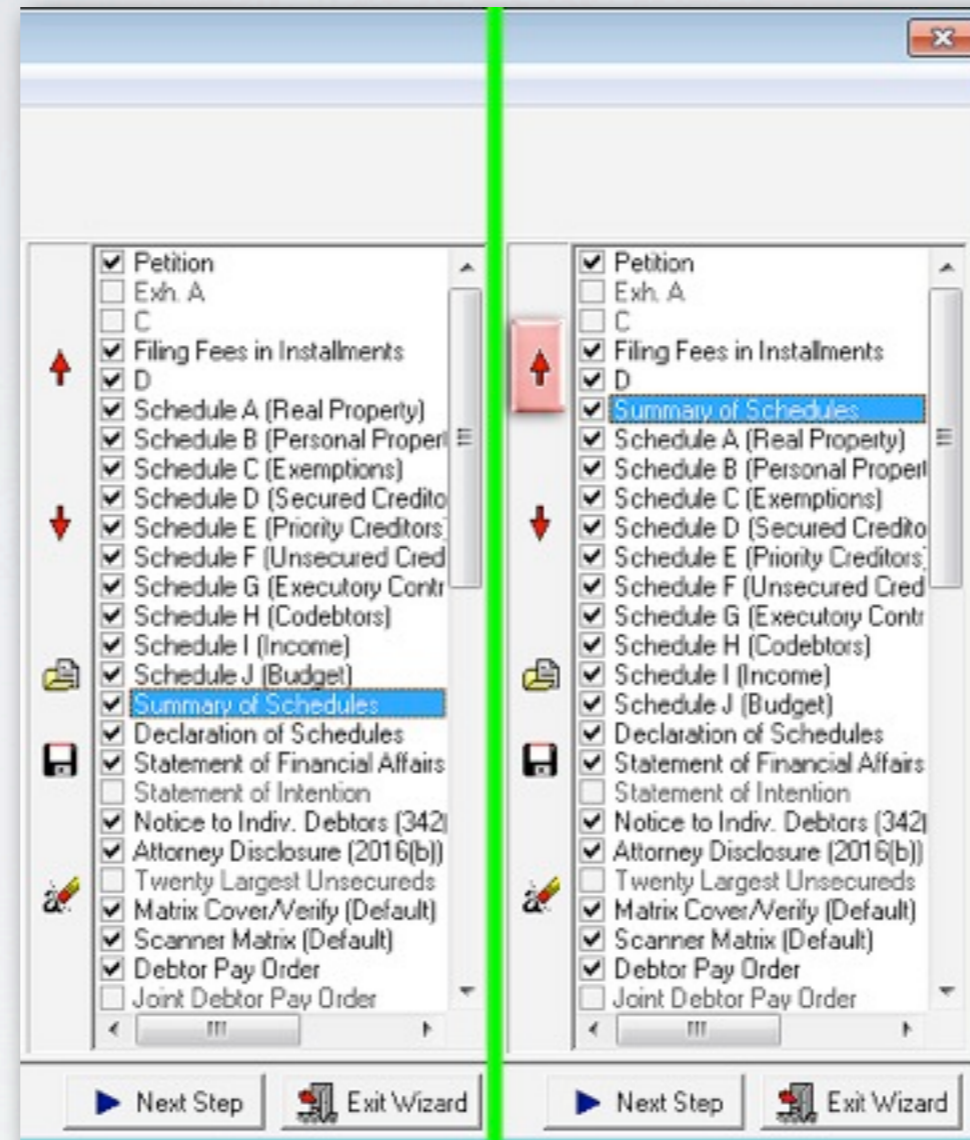 Petition
Exh. A
C
Filing Fees in Installments
D
Schedule A (Real Property)
Schedule B (Personal Propert
Schedule C (Exemptions)
Schedule D (Secured Credito
Schedule E (Priority Creditors)
Schedule F (Unsecured Cred
Schedule G (Executory Contr
Schedule H (Codebtors)
Schedule I (Income)
Schedule J (Budget)
Summary of Schedules
Declaration of Schedules
Statement of Financial Affairs
Statement of Intention
Notice to Indiv. Debtors (342(
Attorney Disclosure (2016(b))
Twenty Largest Unsecureds
Matrix Cover/Verify (Default)
Scanner Matrix (Default)
Debtor Pay Order
Joint Debtor Pay Order
Next Step
Exit Wizard
Petition
Exh. A
C
Filing Fees in Installments
D
Summary of Schedules
Schedule A (Real Property)
Schedule B (Personal Propert
Schedule C (Exemptions)
Schedule D (Secured Credito
Schedule E (Priority Creditors)
Schedule F (Unsecured Cred
Schedule G (Executory Contr
Schedule H (Codebtors)
Schedule I (Income)
Schedule J (Budget)
Declaration of Schedules
Statement of Financial Affairs
Statement of Intention
Notice to Indiv. Debtors (342(
Attorney Disclosure (2016(b))
Twenty Largest Unsecureds
Matrix Cover/Verify (Default)
Scanner Matrix (Default)
Debtor Pay Order
Joint Debtor Pay Order
Next Step
Exit Wizard